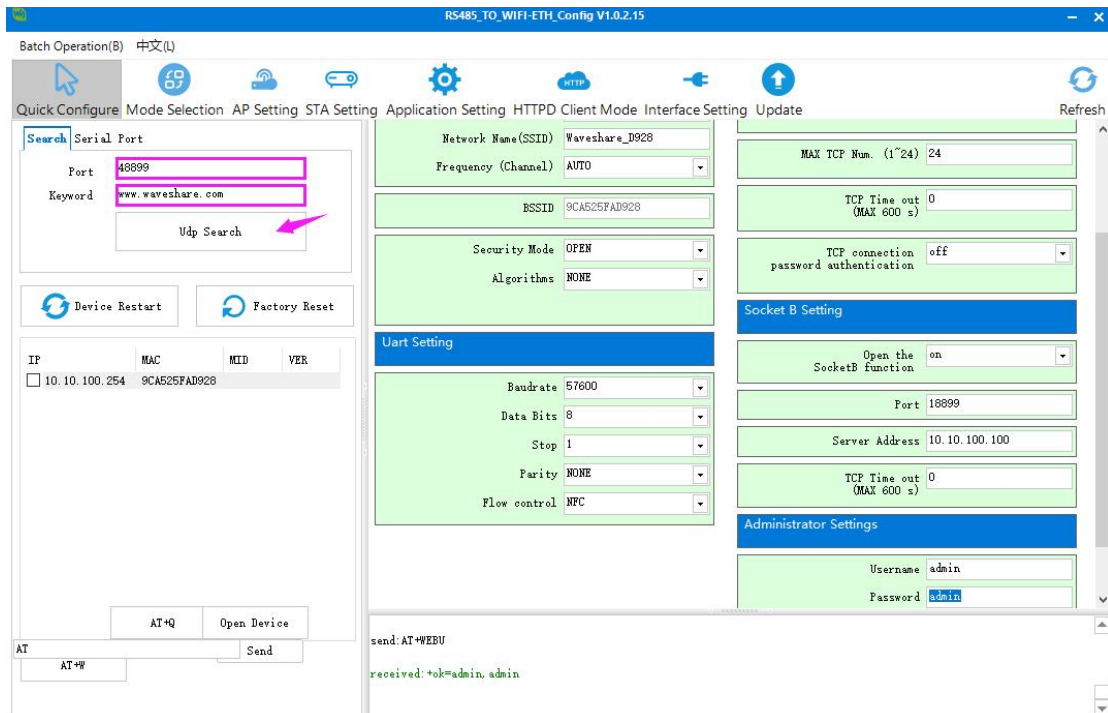 RS485_TO_WIFI-ETH_Config V1.0.2.15
Batch Operation(B) 中文(L)
Quick Configure Mode Selection AP Setting STA Setting Application Setting HTTPD Client Mode Interface Setting Update Refresh
HTTP
Search Serial Port
Port 48899
Keyword www.waveshare.com
Udp Search
Device Restart Factory Reset
IP MAC MID VER
10.10.100.254 9CA525FAD928
AT+Q Open Device
AT Send
AT+W
Network Name(SSID) Waveshare_D928
Frequency (Channel) AUTO
BSSID 9CA525FAD928
Security Mode OPEN
Algorithms NONE
Uart Setting
Baudrate 57600
Data Bits 8
Stop 1
Parity NONE
Flow control NFC
MAX TCP Num. (1~24) 24
TCP Time out 0
(MAX 600 s)
TCP connection off
password authentication
Socket B Setting
Open the on
SocketB function
Port 18899
Server Address 10.10.100.100
TCP Time out 0
(MAX 600 s)
Administrator Settings
Username admin
Password admin
send:AT+WEBU
received:+ok=admin,admin